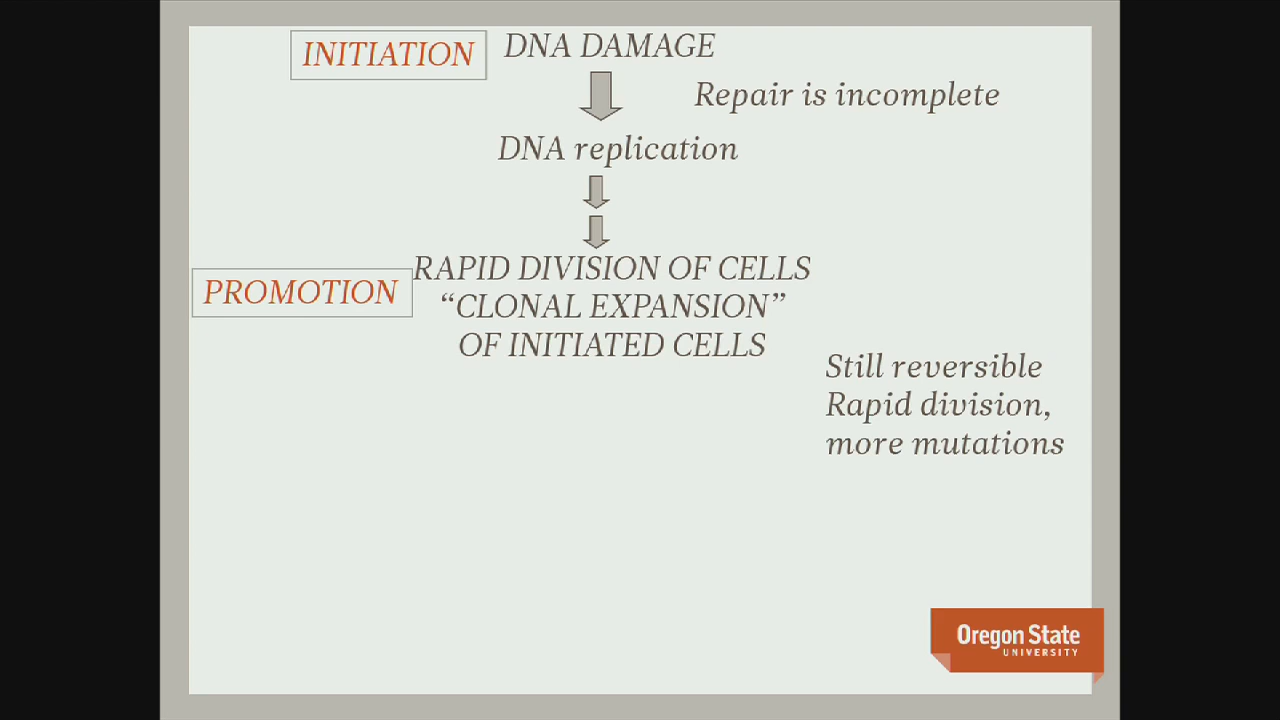 INITIATION
DNA DAMAGE
Repair is incomplete
DNA replication
PROMOTION
RAPID DIVISION OF CELLS
“CLONAL EXPANSION”
OF INITIATED CELLS
Still reversible
Rapid division,
more mutations
Oregon State
UNIVERSITY